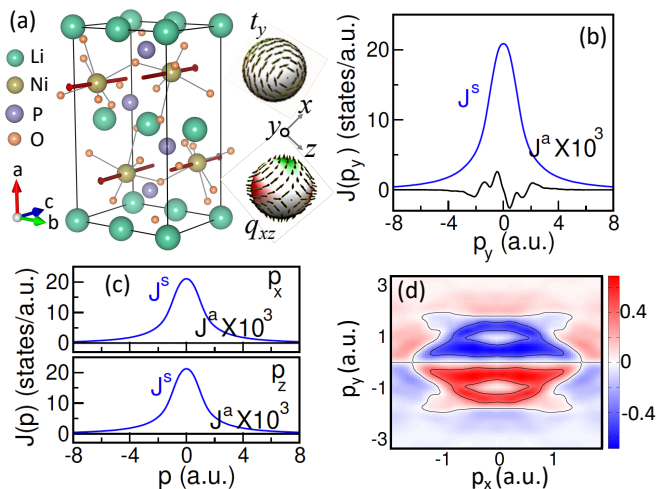 (a)
Li
Ni
P
O
a
c
b
t_y
x
y
z
q_xz
(b)
J(p_y) (states/a.u.)
20
10
0
J^s
J^a X10^3
-8 -4 0 4 8
p_y (a.u.)
(c)
J(p) (states/a.u.)
p_x
20
10
0
J^s
J^a X10^3
p_z
20
10
0
J^s
J^a X10^3
-8 -4 0 4 8
p (a.u.)
(d)
p_y (a.u.)
3
1
-1
-3
-1 0 1
p_x (a.u.)
0.4
0
-0.4